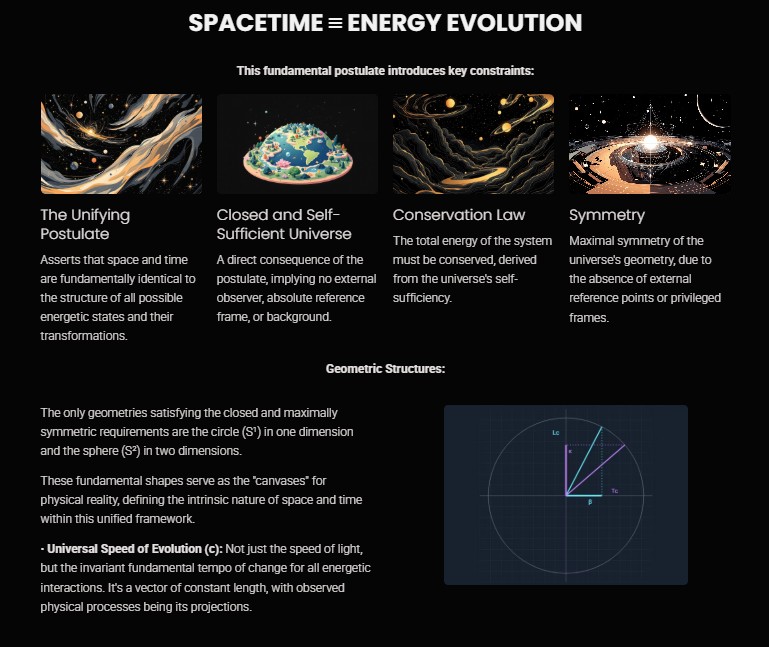 SPACETIME ≡ ENERGY EVOLUTION
This fundamental postulate introduces key constraints:
The Unifying
Postulate
Asserts that space and time
are fundamentally identical to
the structure of all possible
energetic states and their
transformations.
Closed and Self-
Sufficient Universe
A direct consequence of the
postulate, implying no external
observer, absolute reference
frame, or background.
Conservation Law
The total energy of the system
must be conserved, derived
from the universe's self-
sufficiency.
Symmetry
Maximal symmetry of the
universe's geometry, due to
the absence of external
reference points or privileged
frames.
Geometric Structures:
The only geometries satisfying the closed and maximally
symmetric requirements are the circle (S¹) in one dimension
and the sphere (S²) in two dimensions.
These fundamental shapes serve as the "canvases" for
physical reality, defining the intrinsic nature of space and time
within this unified framework.
· Universal Speed of Evolution (c): Not just the speed of light,
but the invariant fundamental tempo of change for all energetic
interactions. It's a vector of constant length, with observed
physical processes being its projections.
Lc
Tc
β